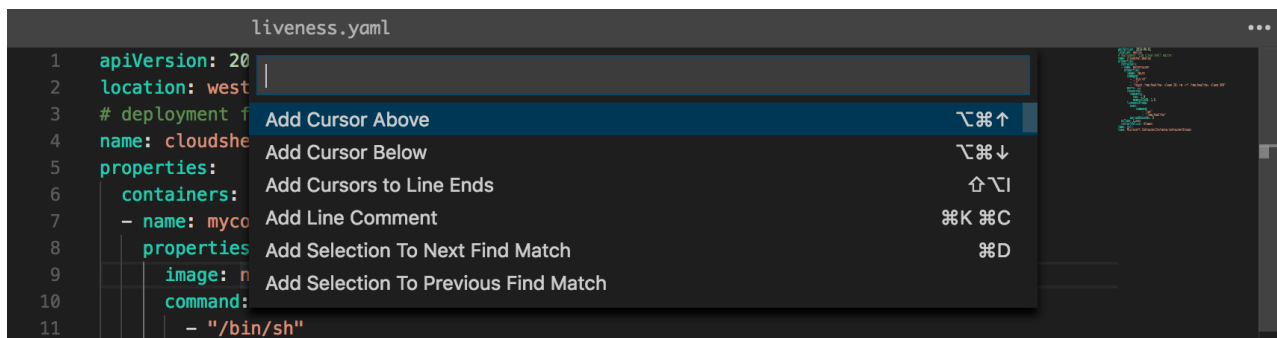 liveness.yaml
•••
1 apiVersion: 20
2 location: west
3 # deployment f
4 name: cloudshe
5 properties:
6 containers:
7 - name: myco
8 properties
9 image: n
10 command:
11 - "/bin/sh"
Add Cursor Above ⌥⌘↑
Add Cursor Below ⌥⌘↓
Add Cursors to Line Ends ⇧⌥I
Add Line Comment ⌘K ⌘C
Add Selection To Next Find Match ⌘D
Add Selection To Previous Find Match